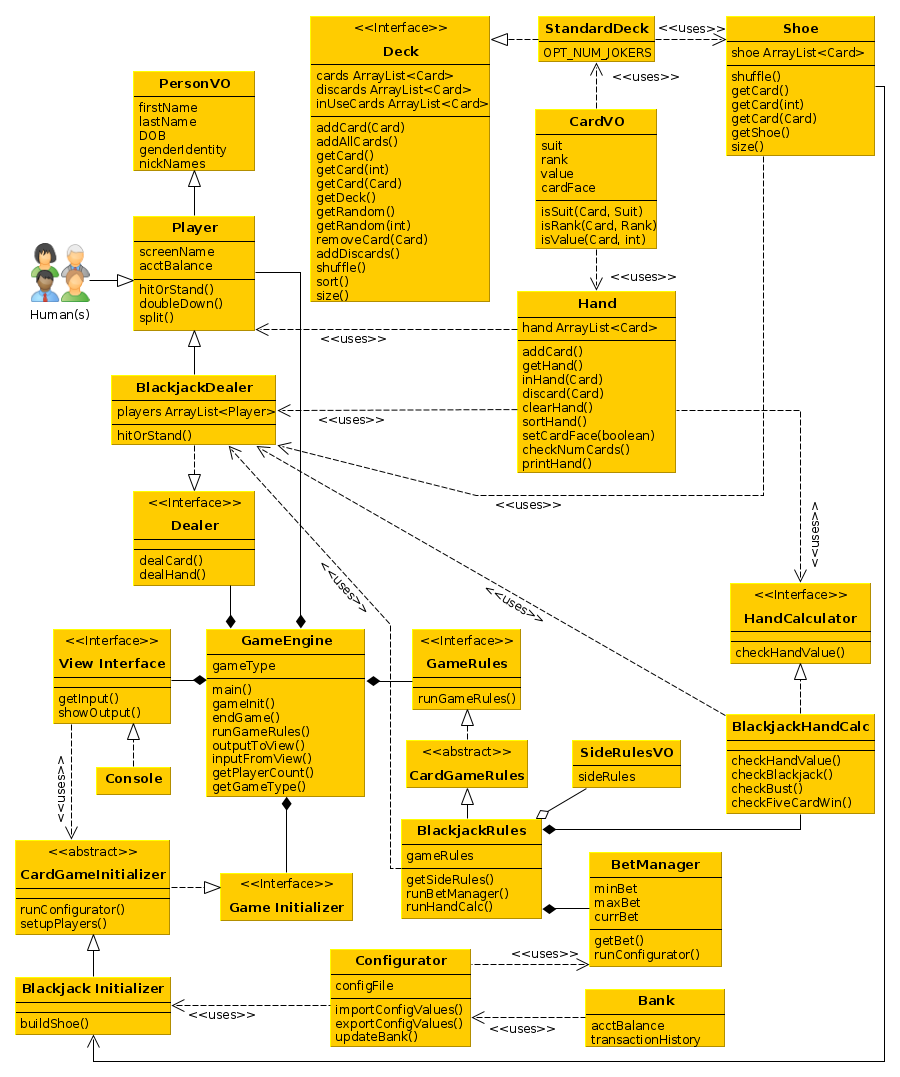 <<Interface>>
Deck
cards ArrayList<Card>
discards ArrayList<Card>
inUseCards ArrayList<Card>
addCard(Card)
addAllCards()
getCard()
getCard(int)
getCard(Card)
getDeck()
getRandom()
getRandom(int)
removeCard(Card)
addDiscards()
shuffle()
sort()
size()
StandardDeck
OPT_NUM_JOKERS
<<uses>>
Shoe
shoe ArrayList<Card>
shuffle()
getCard()
getCard(int)
getCard(Card)
getShoe()
size()
<<uses>>
PersonVO
firstName
lastName
DOB
genderIdentity
nickNames
CardVO
suit
rank
value
cardFace
isSuit(Card, Suit)
isRank(Card, Rank)
isValue(Card, int)
<<uses>>
Player
screenName
acctBalance
hitOrStand()
doubleDown()
split()
Human(s)
Hand
hand ArrayList<Card>
addCard()
getHand()
inHand(Card)
discard(Card)
clearHand()
sortHand()
setCardFace(boolean)
checkNumCards()
printHand()
<<uses>>
BlackjackDealer
players ArrayList<Player>
hitOrStand()
<<uses>>
<<uses>>
<<uses>>
<<Interface>>
Dealer
dealCard()
dealHand()
<<uses>>
<<uses>>
<<Interface>>
HandCalculator
checkHandValue()
<<Interface>>
View Interface
getInput()
showOutput()
GameEngine
gameType
main()
gameInit()
endGame()
runGameRules()
outputToView()
inputFromView()
getPlayerCount()
getGameType()
<<Interface>>
GameRules
runGameRules()
BlackjackHandCalc
checkHandValue()
checkBlackjack()
checkBust()
checkFiveCardWin()
<<uses>>
Console
<<abstract>>
CardGameRules
SideRulesVO
sideRules
BlackjackRules
gameRules
getSideRules()
runBetManager()
runHandCalc()
<<abstract>>
CardGameInitializer
runConfigurator()
setupPlayers()
<<Interface>>
Game Initializer
BetManager
minBet
maxBet
currBet
getBet()
runConfigurator()
Configurator
configFile
importConfigValues()
exportConfigValues()
updateBank()
<<uses>>
Blackjack Initializer
buildShoe()
<<uses>>
Bank
acctBalance
transactionHistory
<<uses>>